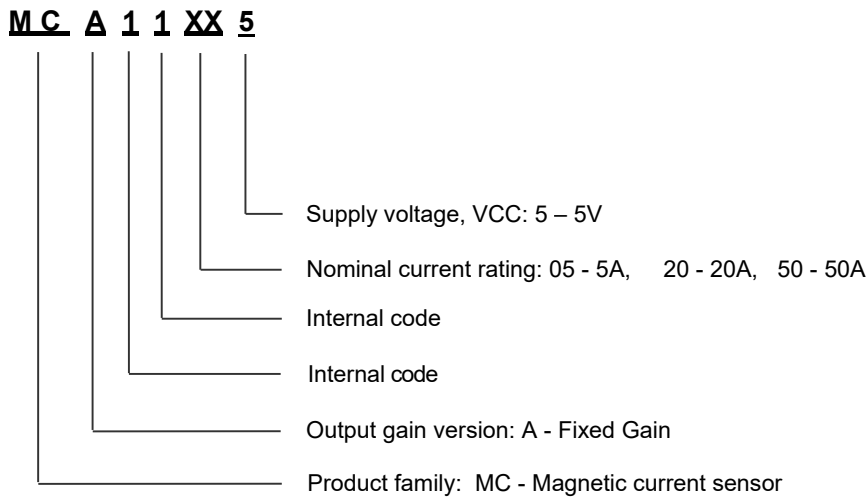 MC A 1 1 XX 5
Supply voltage, VCC: 5 – 5V
Nominal current rating: 05 - 5A, 20 - 20A, 50 - 50A
Internal code
Internal code
Output gain version: A - Fixed Gain
Product family: MC - Magnetic current sensor